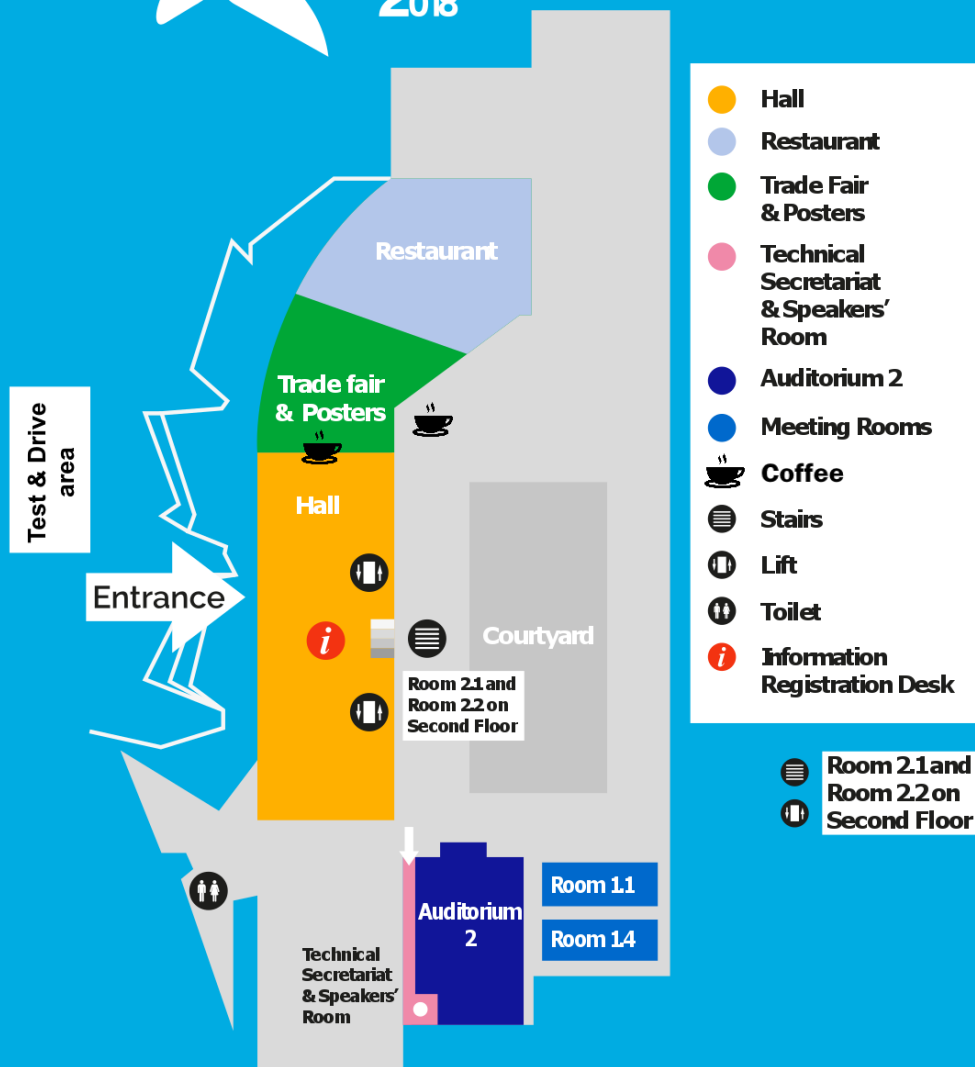 2018
Restaurant
Trade fair
& Posters
Hall
Test & Drive
area
Entrance
i
Courtyard
Room 2.1 and
Room 2.2 on
Second Floor
Auditorium
2
Room 1.1
Room 1.4
Technical
Secretariat
& Speakers’
Room
Hall
Restaurant
Trade Fair
& Posters
Technical
Secretariat
& Speakers’
Room
Auditorium 2
Meeting Rooms
Coffee
Stairs
Lift
Toilet
i
Information
Registration Desk
Room 2.1 and
Room 2.2 on
Second Floor